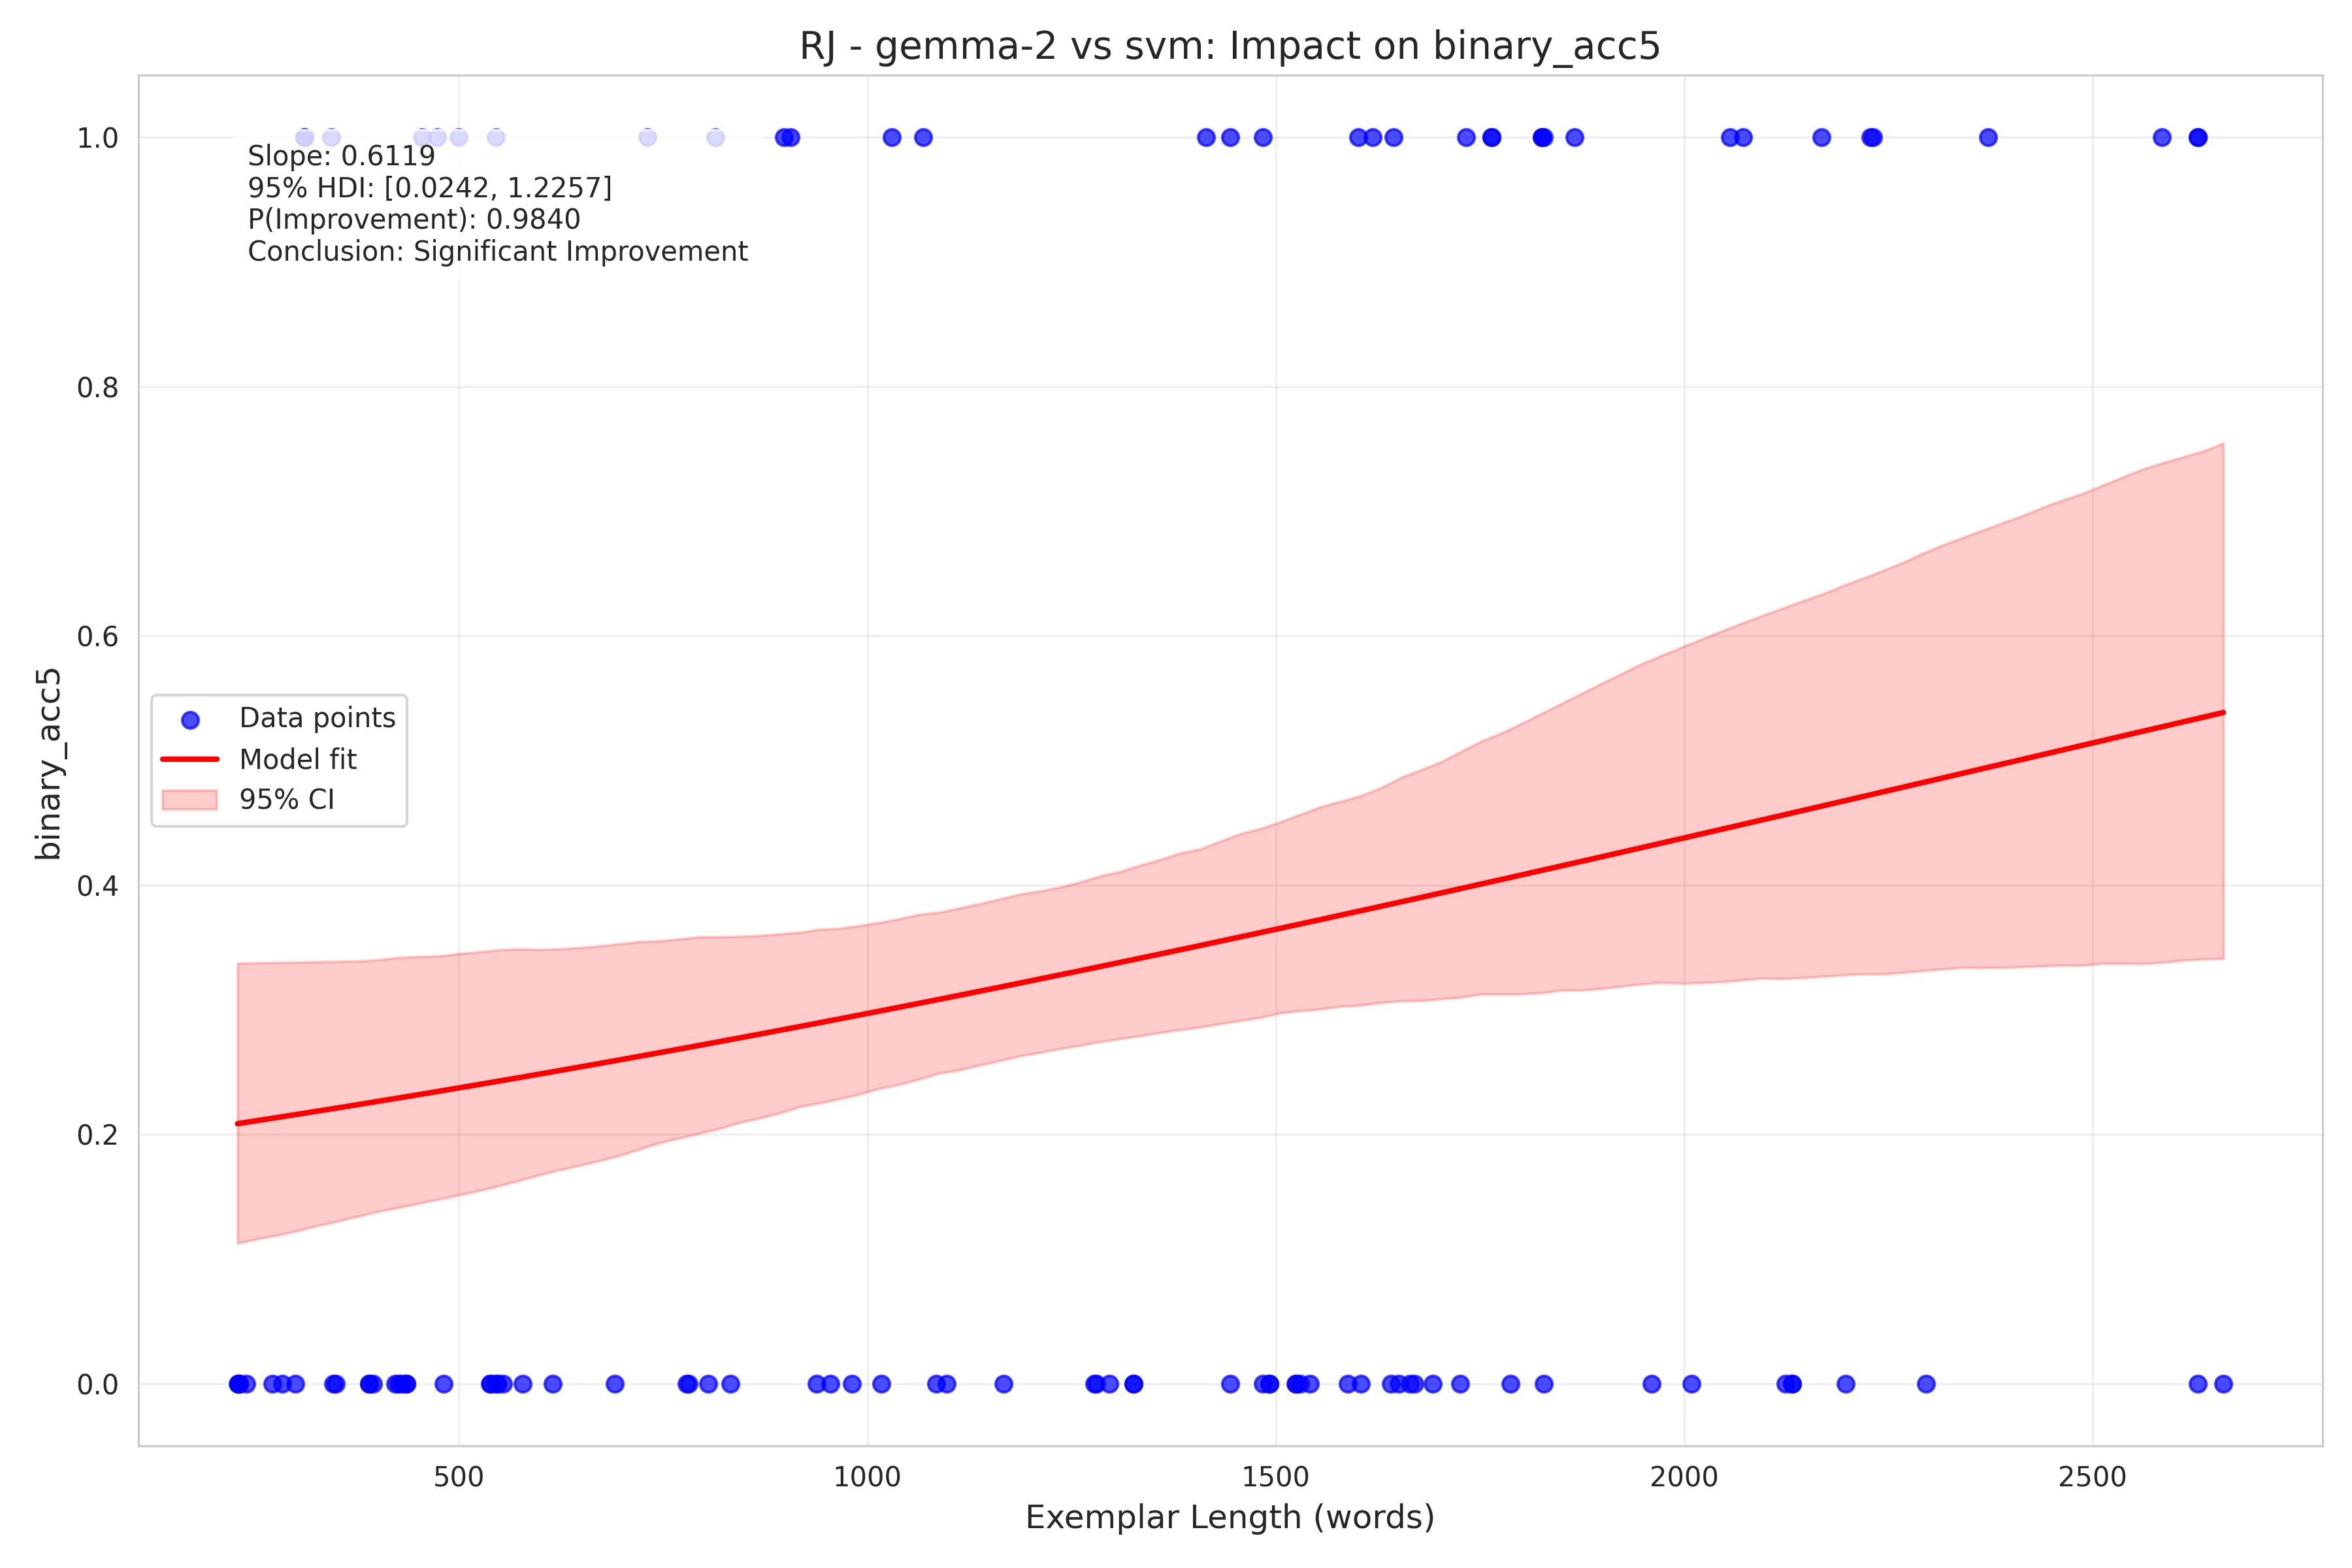 RJ - gemma-2 vs svm: Impact on binary_acc5
1.0
0.8
0.6
0.4
0.2
0.0
binary_acc5
Slope: 0.6119
95% HDI: [0.0242, 1.2257]
P(Improvement): 0.9840
Conclusion: Significant Improvement
Data points
Model fit
95% CI
500
1000
1500
2000
2500
Exemplar Length (words)